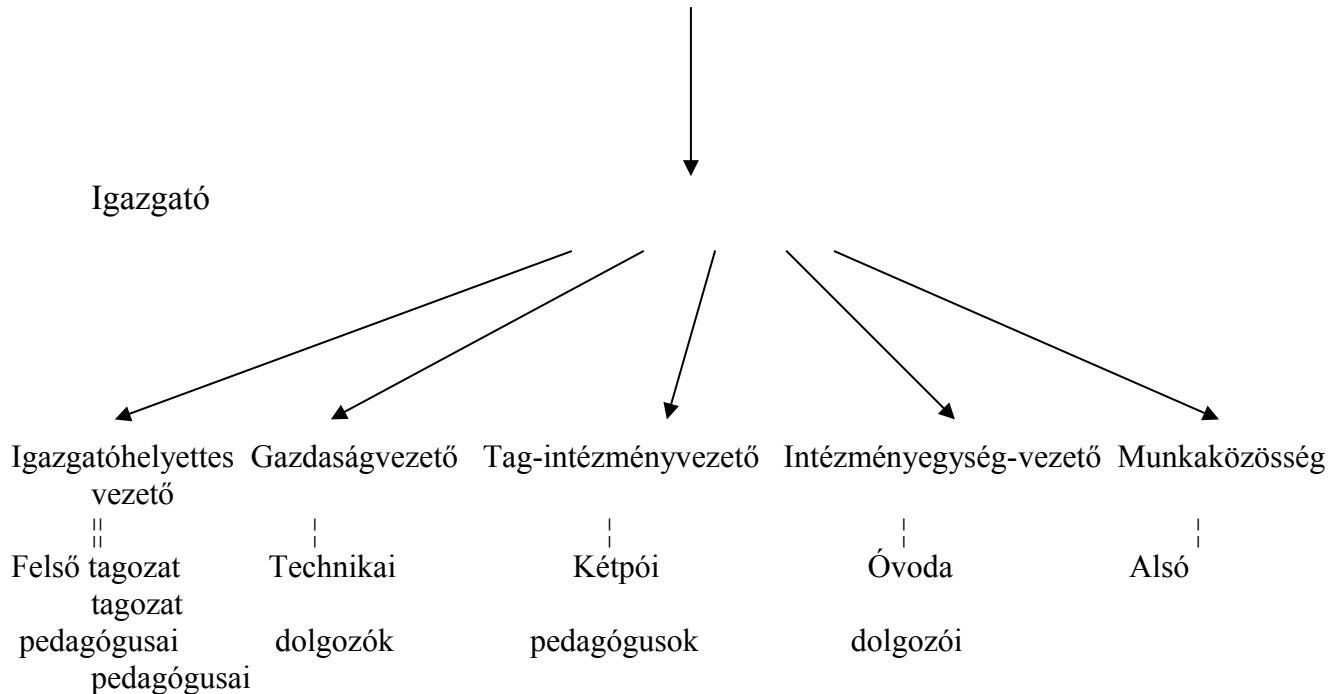 Igazgató
Igazgatóhelyettes Gazdaságvezető Tag-intézményvezető Intézményegység-vezető Munkaközösség
vezető
Felső tagozat Technikai Kétpói Óvoda Alsó
tagozat
pedagógusai dolgozók pedagógusok dolgozói
pedagógusai